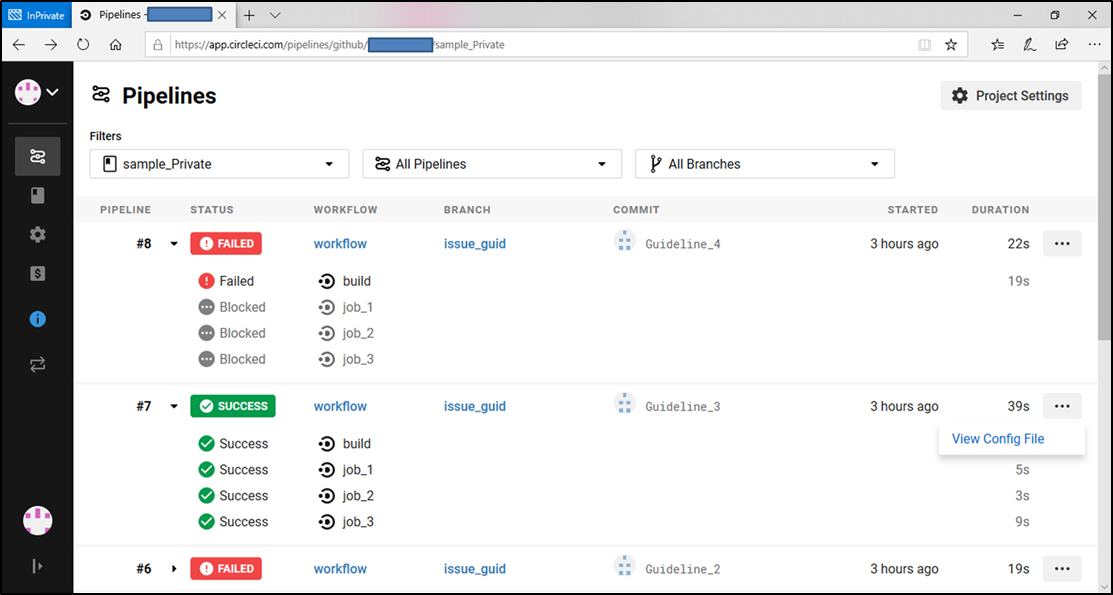 InPrivate Pipelines -
https://app.circleci.com/pipelines/github/ /sample_Private
Pipelines
Project Settings
Filters
sample_Private All Pipelines All Branches
PIPELINE STATUS WORKFLOW BRANCH COMMIT STARTED DURATION
#8 FAILED workflow issue_guid Guideline_4 3 hours ago 22s
Failed build 19s
Blocked job_1
Blocked job_2
Blocked job_3
#7 SUCCESS workflow issue_guid Guideline_3 3 hours ago 39s
View Config File
Success build
Success job_1 5s
Success job_2 3s
Success job_3 9s
#6 FAILED workflow issue_guid Guideline_2 3 hours ago 19s